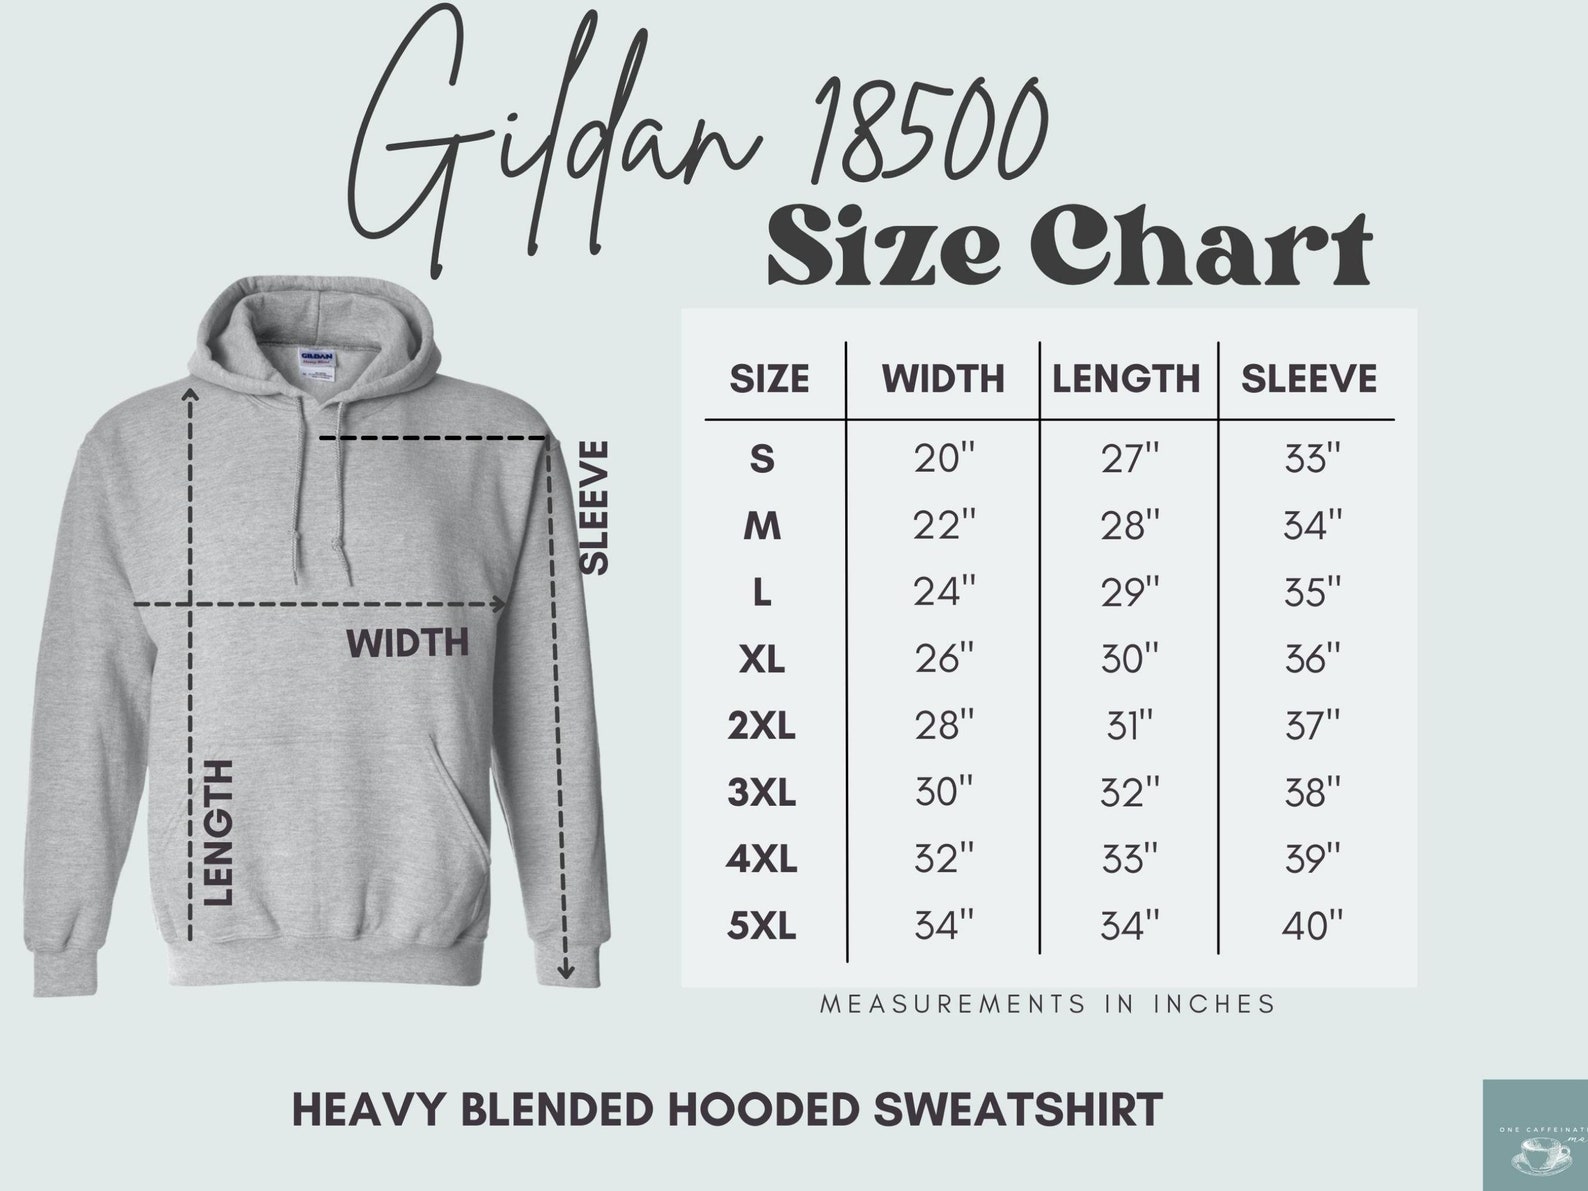 Gildan 18500
Size Chart
GILDAN
SLEEVE
WIDTH
LENGTH
SIZE WIDTH LENGTH SLEEVE
S 20" 27" 33"
M 22" 28" 34"
L 24" 29" 35"
XL 26" 30" 36"
2XL 28" 31" 37"
3XL 30" 32" 38"
4XL 32" 33" 39"
5XL 34" 34" 40"
MEASUREMENTS IN INCHES
HEAVY BLENDED HOODED SWEATSHIRT
ONE